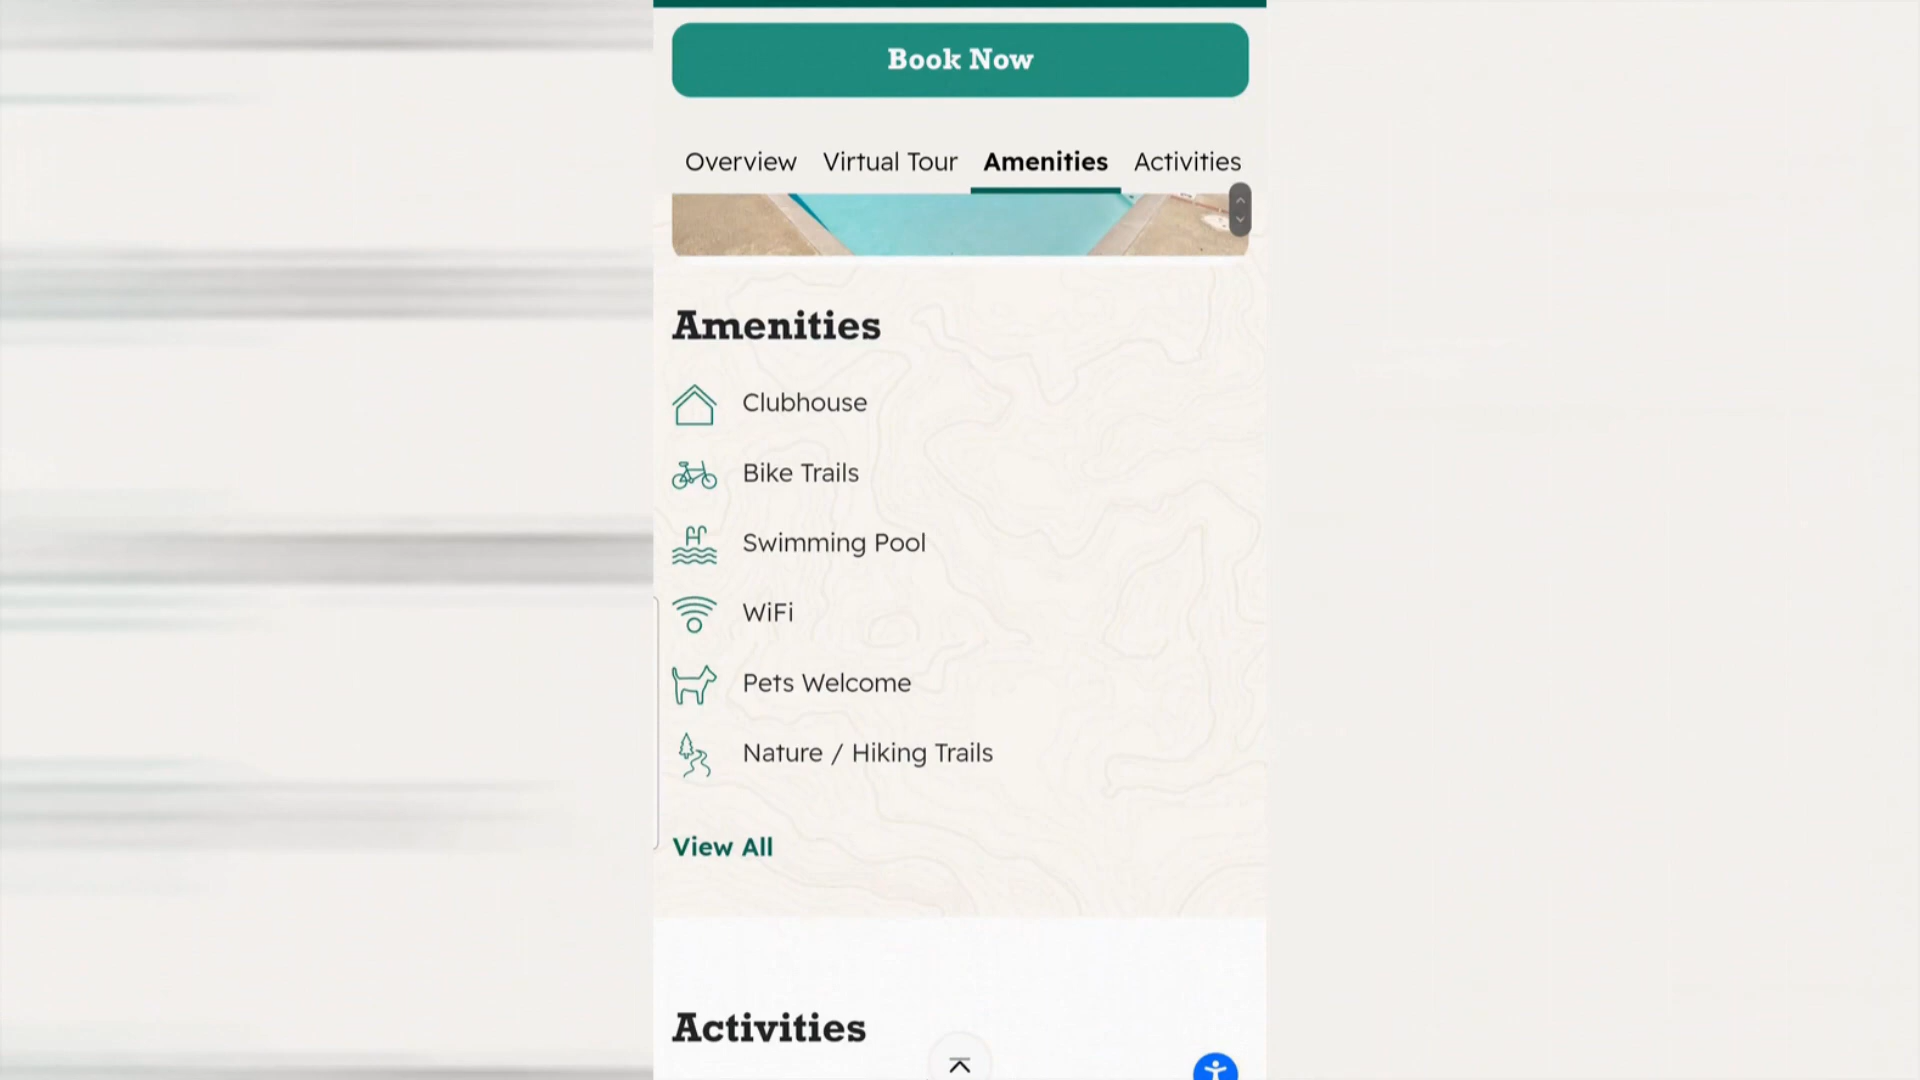 Book Now
Overview Virtual Tour Amenities Activities
Amenities
Clubhouse
Bike Trails
Swimming Pool
WiFi
Pets Welcome
Nature / Hiking Trails
View All
Activities